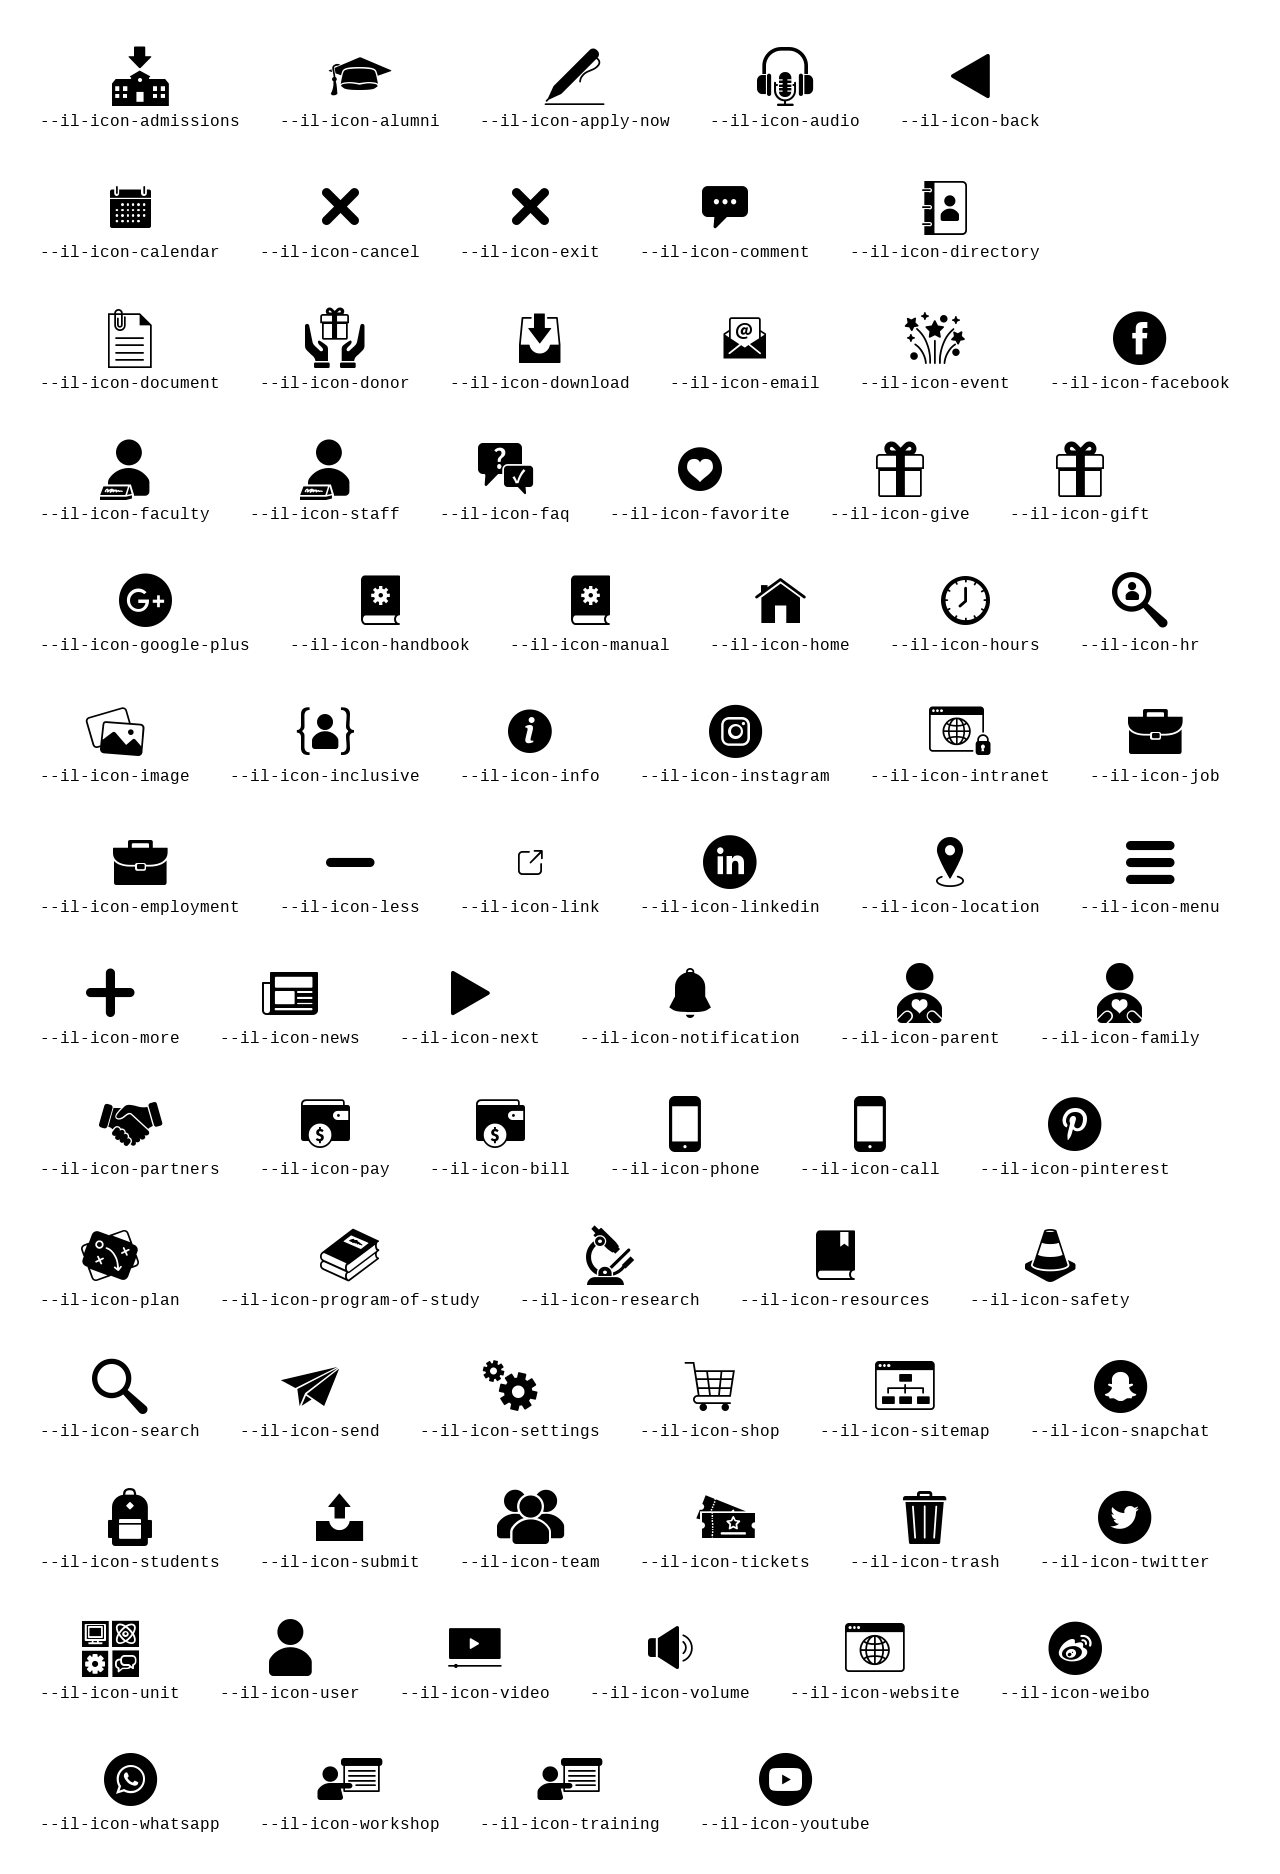 --il-icon-admissions --il-icon-alumni --il-icon-apply-now --il-icon-audio --il-icon-back
--il-icon-calendar --il-icon-cancel --il-icon-exit --il-icon-comment --il-icon-directory
--il-icon-document --il-icon-donor --il-icon-download --il-icon-email --il-icon-event --il-icon-facebook
--il-icon-faculty --il-icon-staff --il-icon-faq --il-icon-favorite --il-icon-give --il-icon-gift
--il-icon-google-plus --il-icon-handbook --il-icon-manual --il-icon-home --il-icon-hours --il-icon-hr
--il-icon-image --il-icon-inclusive --il-icon-info --il-icon-instagram --il-icon-intranet --il-icon-job
--il-icon-employment --il-icon-less --il-icon-link --il-icon-linkedin --il-icon-location --il-icon-menu
--il-icon-more --il-icon-news --il-icon-next --il-icon-notification --il-icon-parent --il-icon-family
--il-icon-partners --il-icon-pay --il-icon-bill --il-icon-phone --il-icon-call --il-icon-pinterest
--il-icon-plan --il-icon-program-of-study --il-icon-research --il-icon-resources --il-icon-safety
--il-icon-search --il-icon-send --il-icon-settings --il-icon-shop --il-icon-sitemap --il-icon-snapchat
--il-icon-students --il-icon-submit --il-icon-team --il-icon-tickets --il-icon-trash --il-icon-twitter
--il-icon-unit --il-icon-user --il-icon-video --il-icon-volume --il-icon-website --il-icon-weibo
--il-icon-whatsapp --il-icon-workshop --il-icon-training --il-icon-youtube